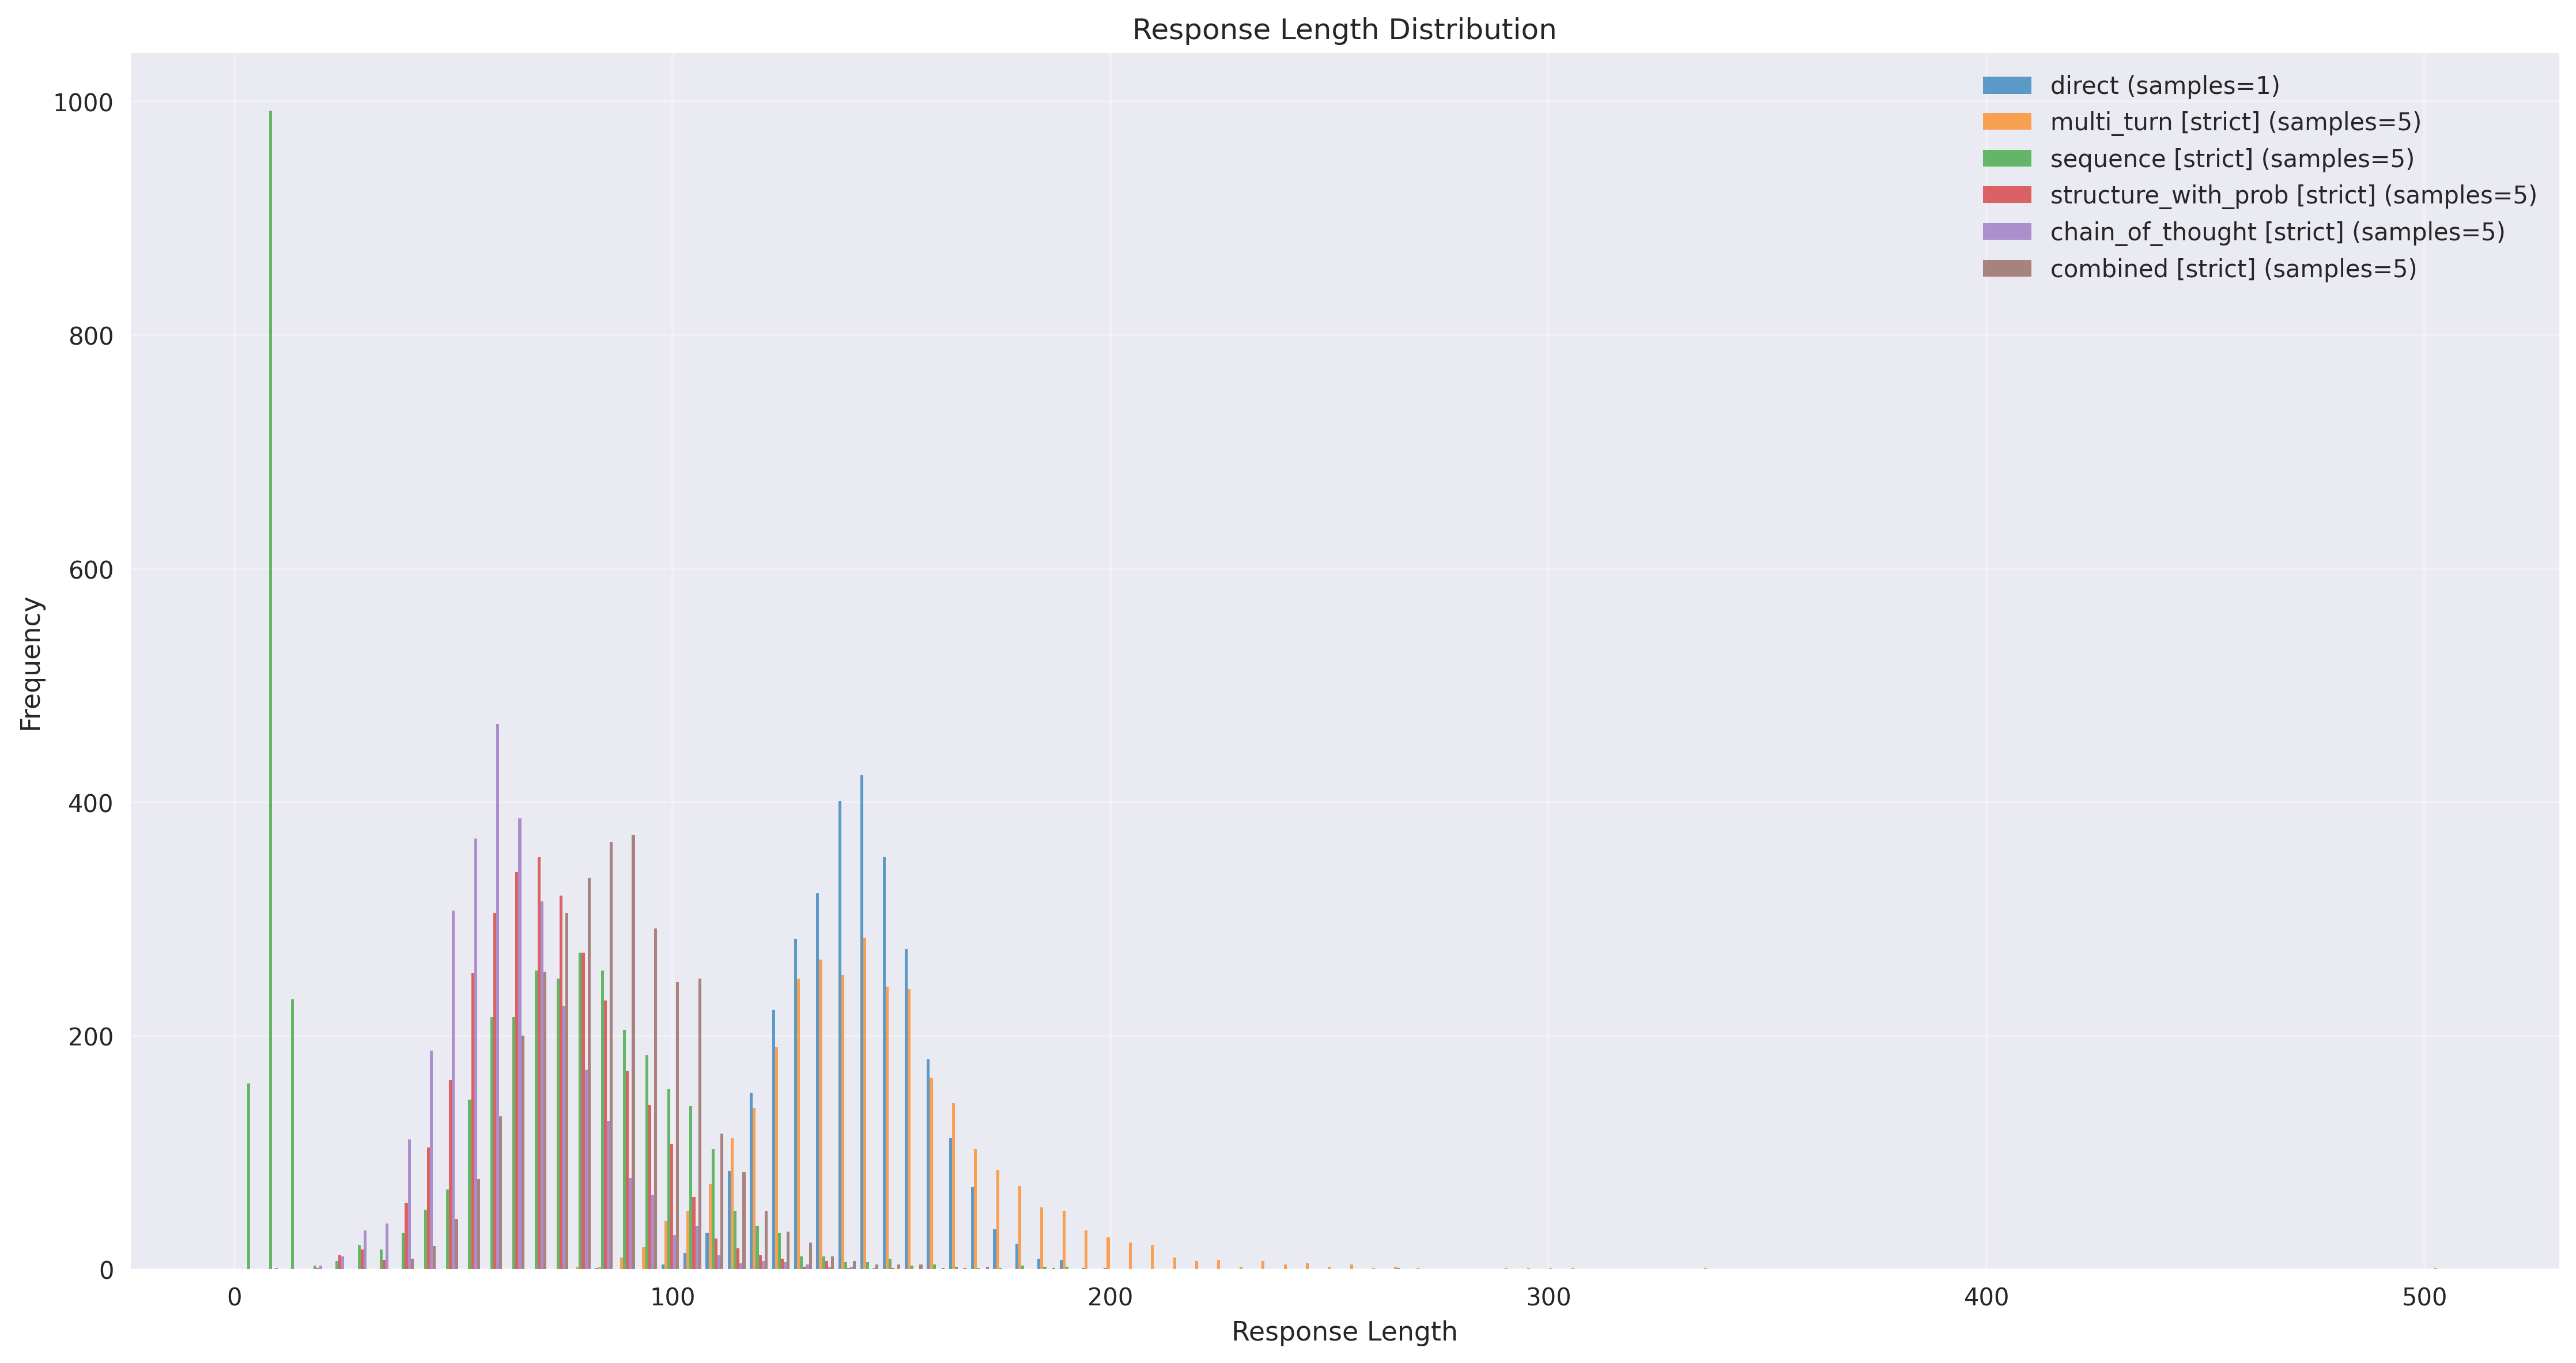 Response Length Distribution
direct (samples=1)
multi_turn [strict] (samples=5)
sequence [strict] (samples=5)
structure_with_prob [strict] (samples=5)
chain_of_thought [strict] (samples=5)
combined [strict] (samples=5)
Frequency
1000
800
600
400
200
0
0 100 200 300 400 500
Response Length